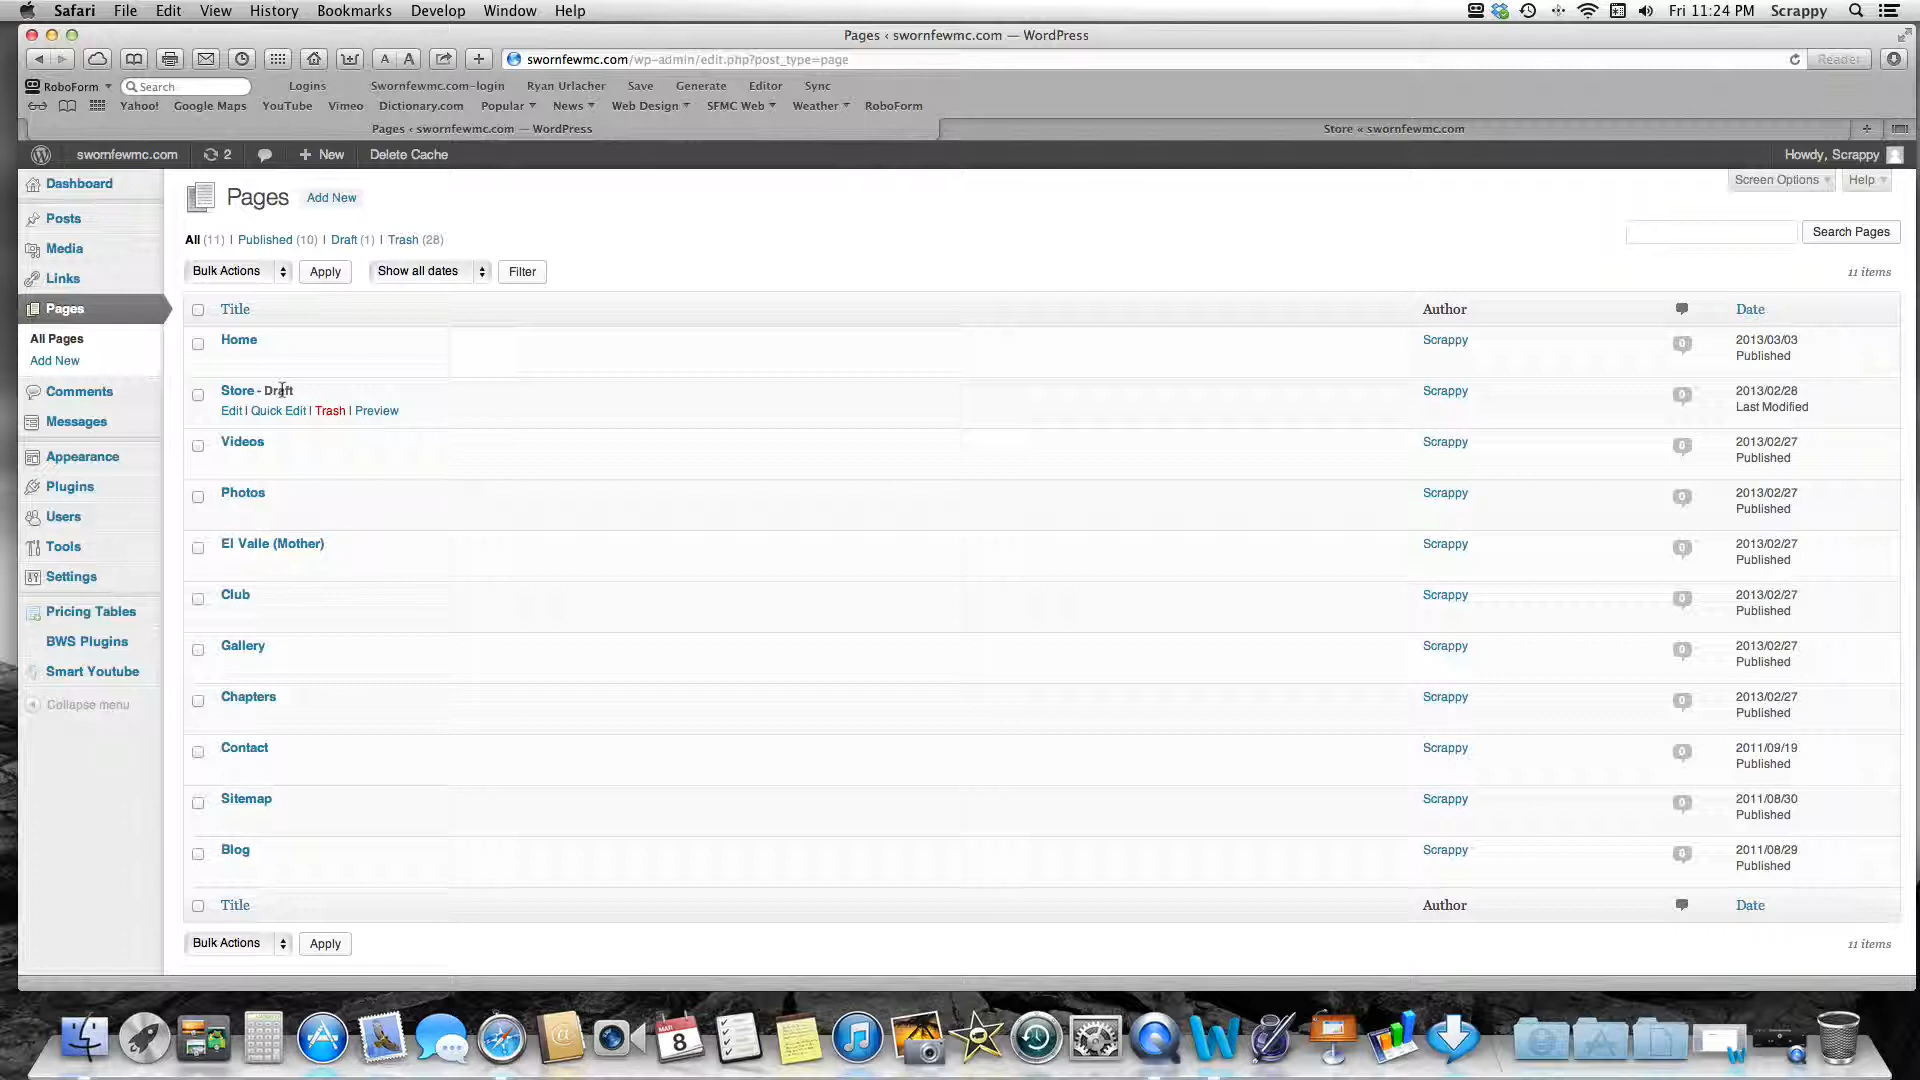 Safari File Edit View History Bookmarks Develop Window Help Fri 11:24 PM Scrappy
Pages ‹ swornfewmc.com — WordPress
A A + swornfewmc.com/wp-admin/edit.php?post_type=page Reader
RoboForm Search Logins Swornfewmc.com-login Ryan Urlacher Save Generate Editor Sync
Yahoo! Google Maps YouTube Vimeo Dictionary.com Popular News Web Design SFMC Web Weather RoboForm
Pages ‹ swornfewmc.com — WordPress Store « swornfewmc.com +
swornfewmc.com 2 + New Delete Cache Howdy, Scrappy
Screen Options Help
Dashboard
Posts
Media
Links
Pages
All Pages
Add New
Comments
Messages
Appearance
Plugins
Users
Tools
Settings
Pricing Tables
BWS Plugins
Smart Youtube
Collapse menu
Pages Add New
All (11) | Published (10) | Draft (1) | Trash (28)
Search Pages
Bulk Actions Apply Show all dates Filter 11 items
Title Author Date
Home Scrappy 0 2013/03/03
Published
Store - Draft Scrappy 0 2013/02/28
Edit | Quick Edit | Trash | Preview Last Modified
Videos Scrappy 0 2013/02/27
Published
Photos Scrappy 0 2013/02/27
Published
El Valle (Mother) Scrappy 0 2013/02/27
Published
Club Scrappy 0 2013/02/27
Published
Gallery Scrappy 0 2013/02/27
Published
Chapters Scrappy 0 2013/02/27
Published
Contact Scrappy 0 2011/09/19
Published
Sitemap Scrappy 0 2011/08/30
Published
Blog Scrappy 0 2011/08/29
Published
Title Author Date
Bulk Actions Apply 11 items
MAR
8